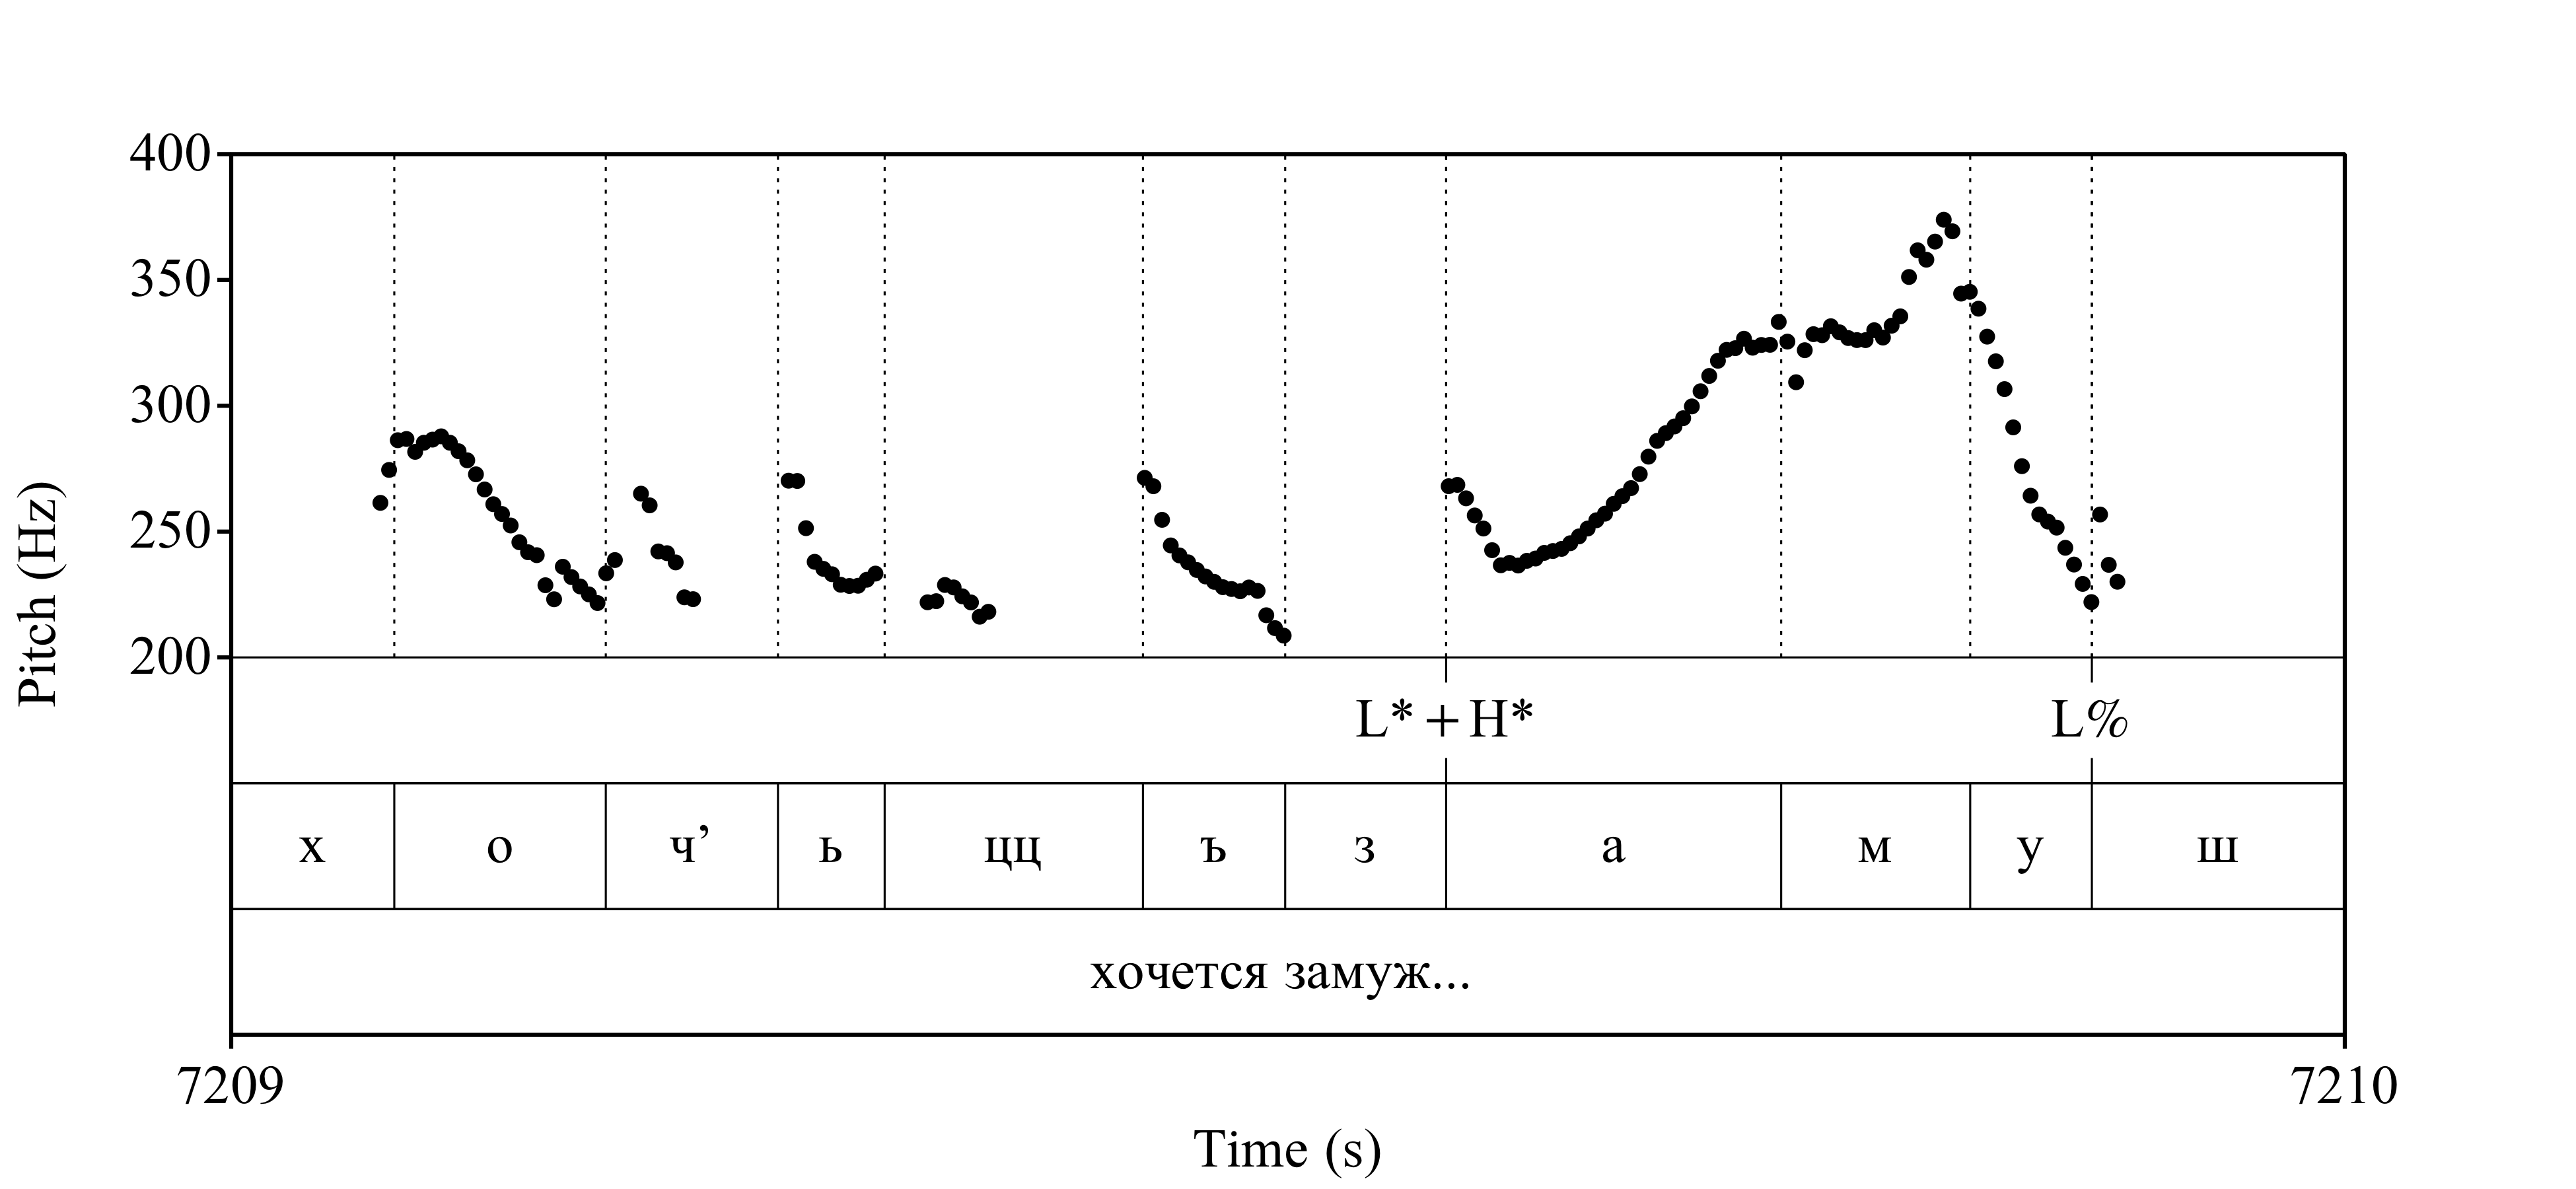 400
350
300
250
200
Pitch (Hz)
L* + H* L%
х о ч’ ь цц ъ з а м у ш
хочется замуж...
7209 7210
Time (s)